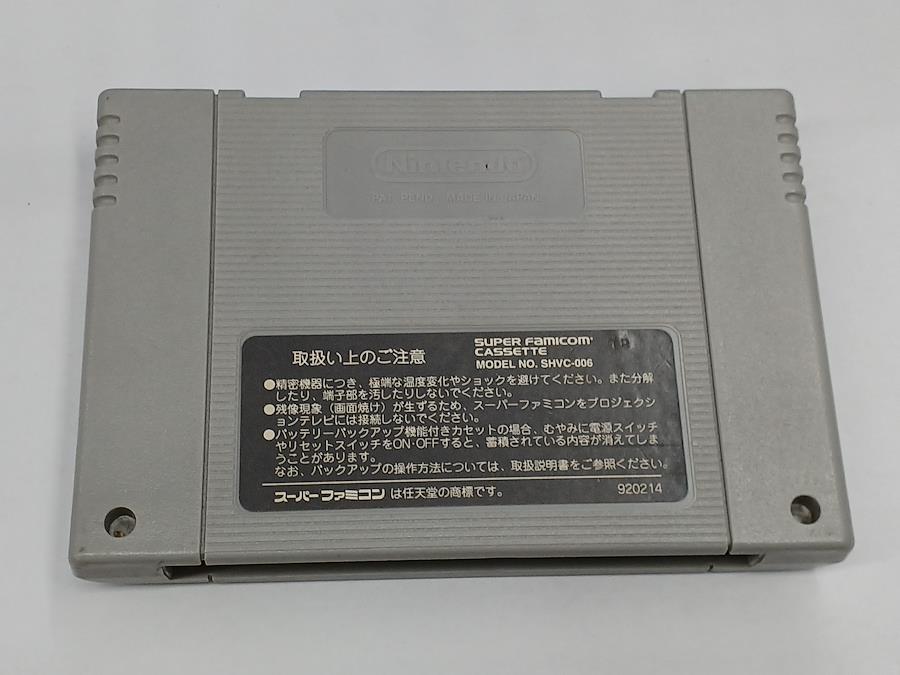 Nintendo
PAT. PEND. MADE IN JAPAN
取扱い上のご注意
SUPER FAMICOM
CASSETTE
MODEL NO. SHVC-006
●精密機器につき、極端な温度変化やショックを避けてください。また分解
したり、端子部を汚したりしないでください。
●残像現象（画面焼け）が生ずるため、スーパーファミコンをプロジェクシ
ョンテレビには接続しないでください。
●バッテリーバックアップ機能付きカセットの場合、むやみに電源スイッチ
やリセットスイッチをON・OFFすると、蓄積されている内容が消えてしま
うことがあります。
なお、バックアップの操作方法については、取扱説明書をご参照ください。
スーパーファミコンは任天堂の商標です。
920214